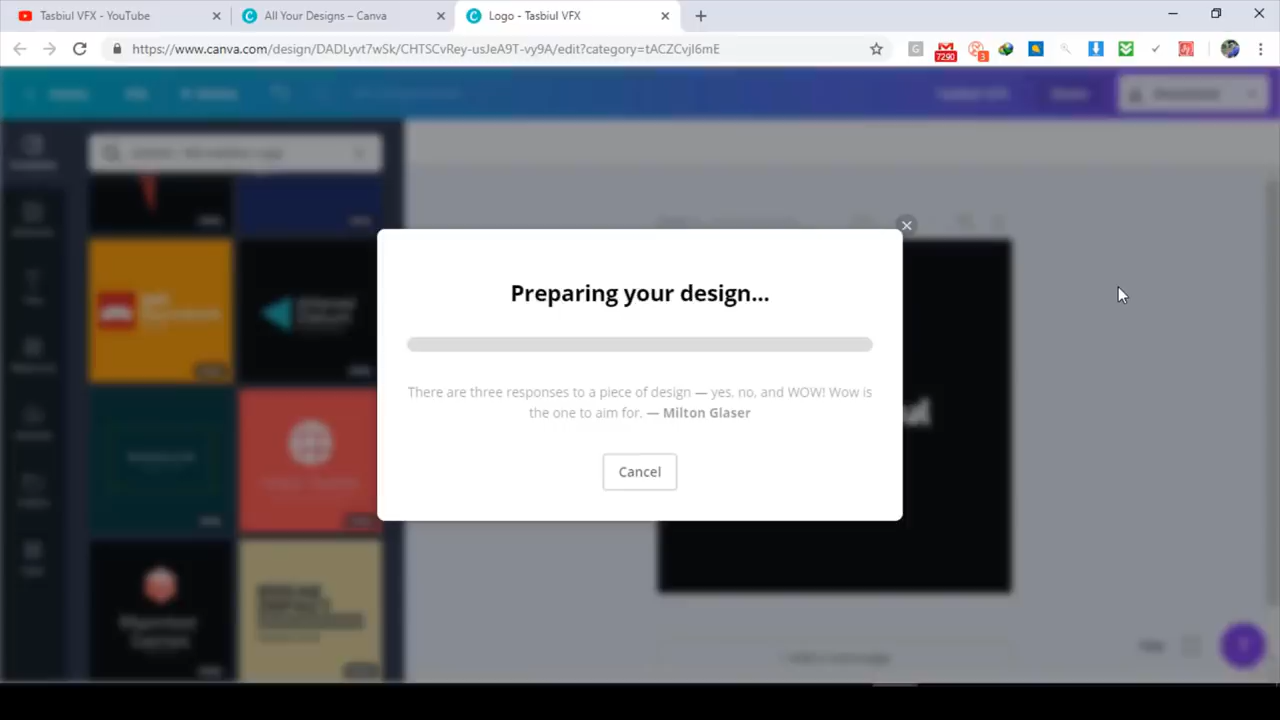 Tasbiul VFX - YouTube
All Your Designs – Canva
Logo - Tasbiul VFX
https://www.canva.com/design/DADLyvt7wSk/CHTSCvRey-usJeA9T-vy9A/edit?category=tACZCvjI6mE
7290
3
Preparing your design...
There are three responses to a piece of design — yes, no, and WOW! Wow is
the one to aim for. — Milton Glaser
Cancel